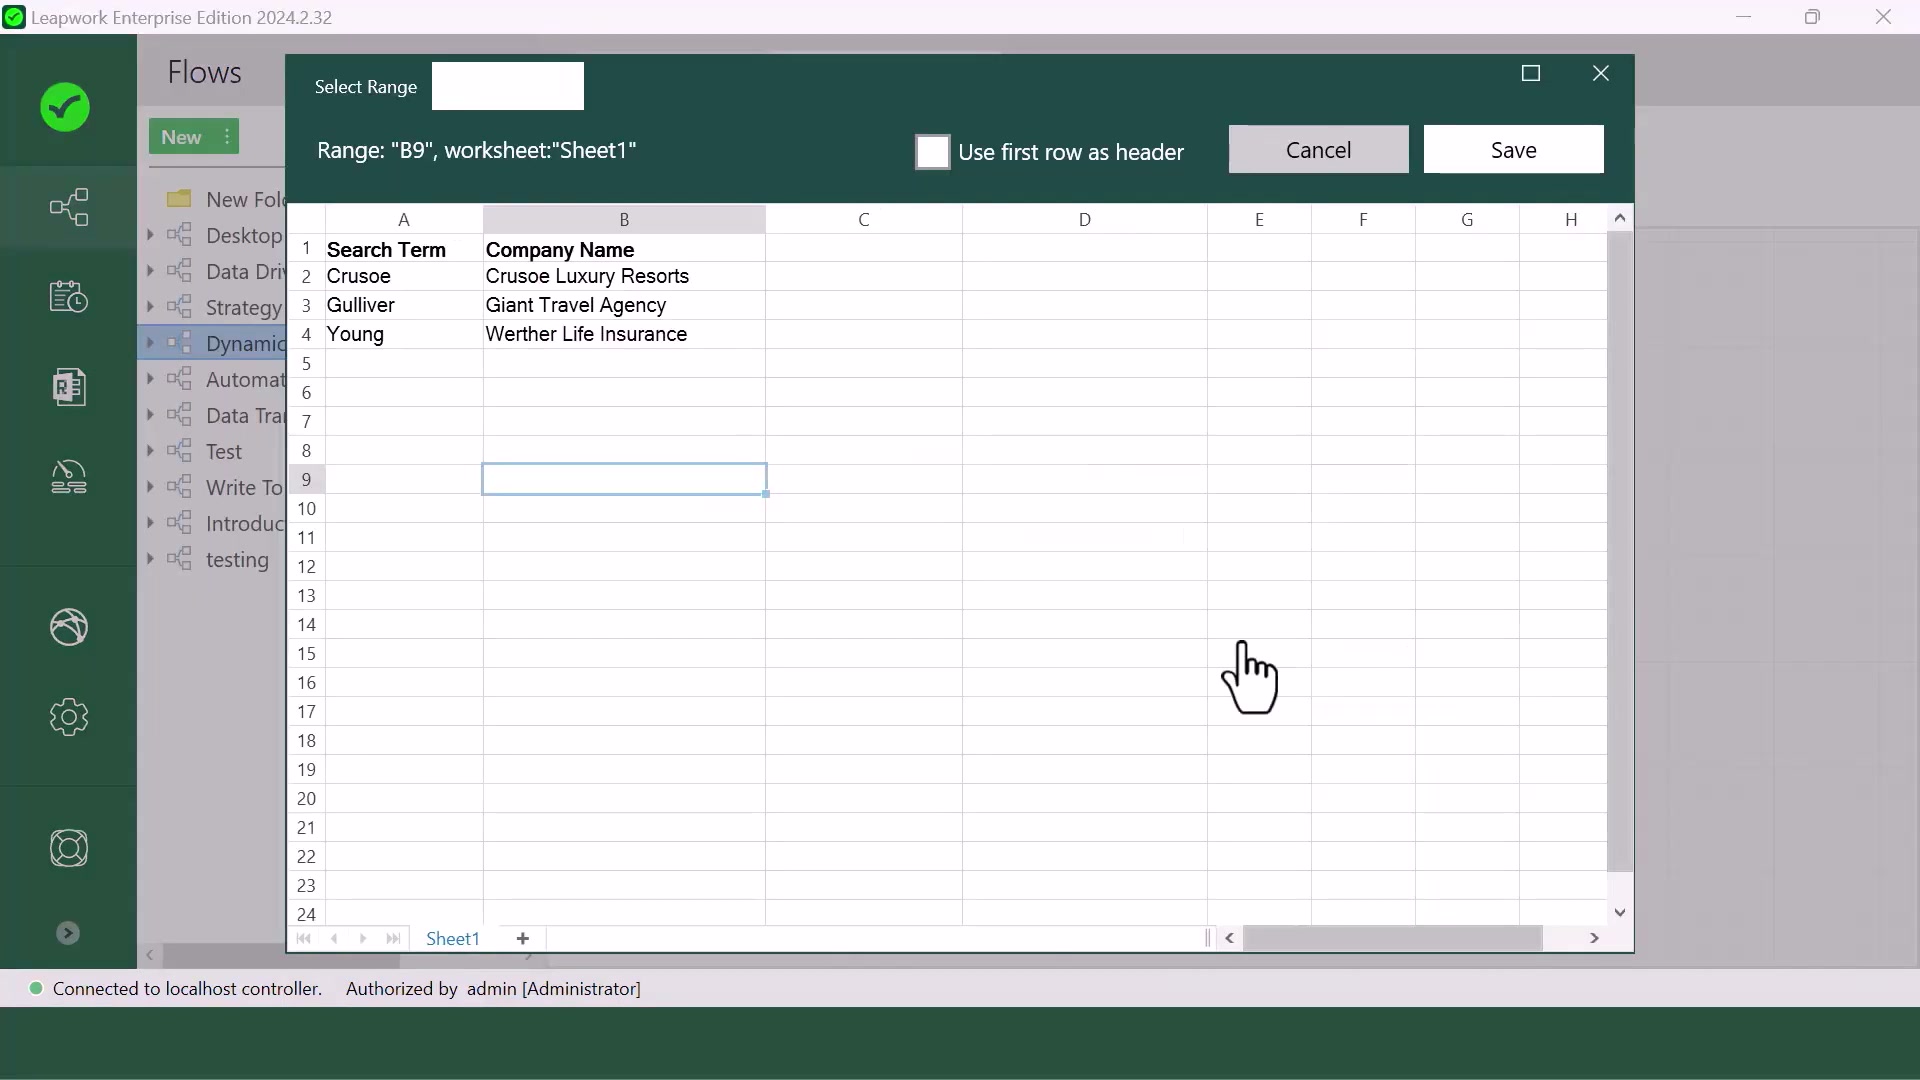 Leapwork Enterprise Edition 2024.2.32
Flows
New
New Fol
Desktop
Data Driv
Strategy
Dynamic
Automat
Data Tra
Test
Write To
Introduc
testing
Select Range
Range: "B9", worksheet:"Sheet1"
Use first row as header
Cancel
Save
A B C D E F G H
1 Search Term Company Name
2 Crusoe Crusoe Luxury Resorts
3 Gulliver Giant Travel Agency
4 Young Werther Life Insurance
5
6
7
8
9
10
11
12
13
14
15
16
17
18
19
20
21
22
23
24
Sheet1
Connected to localhost controller. Authorized by admin [Administrator]